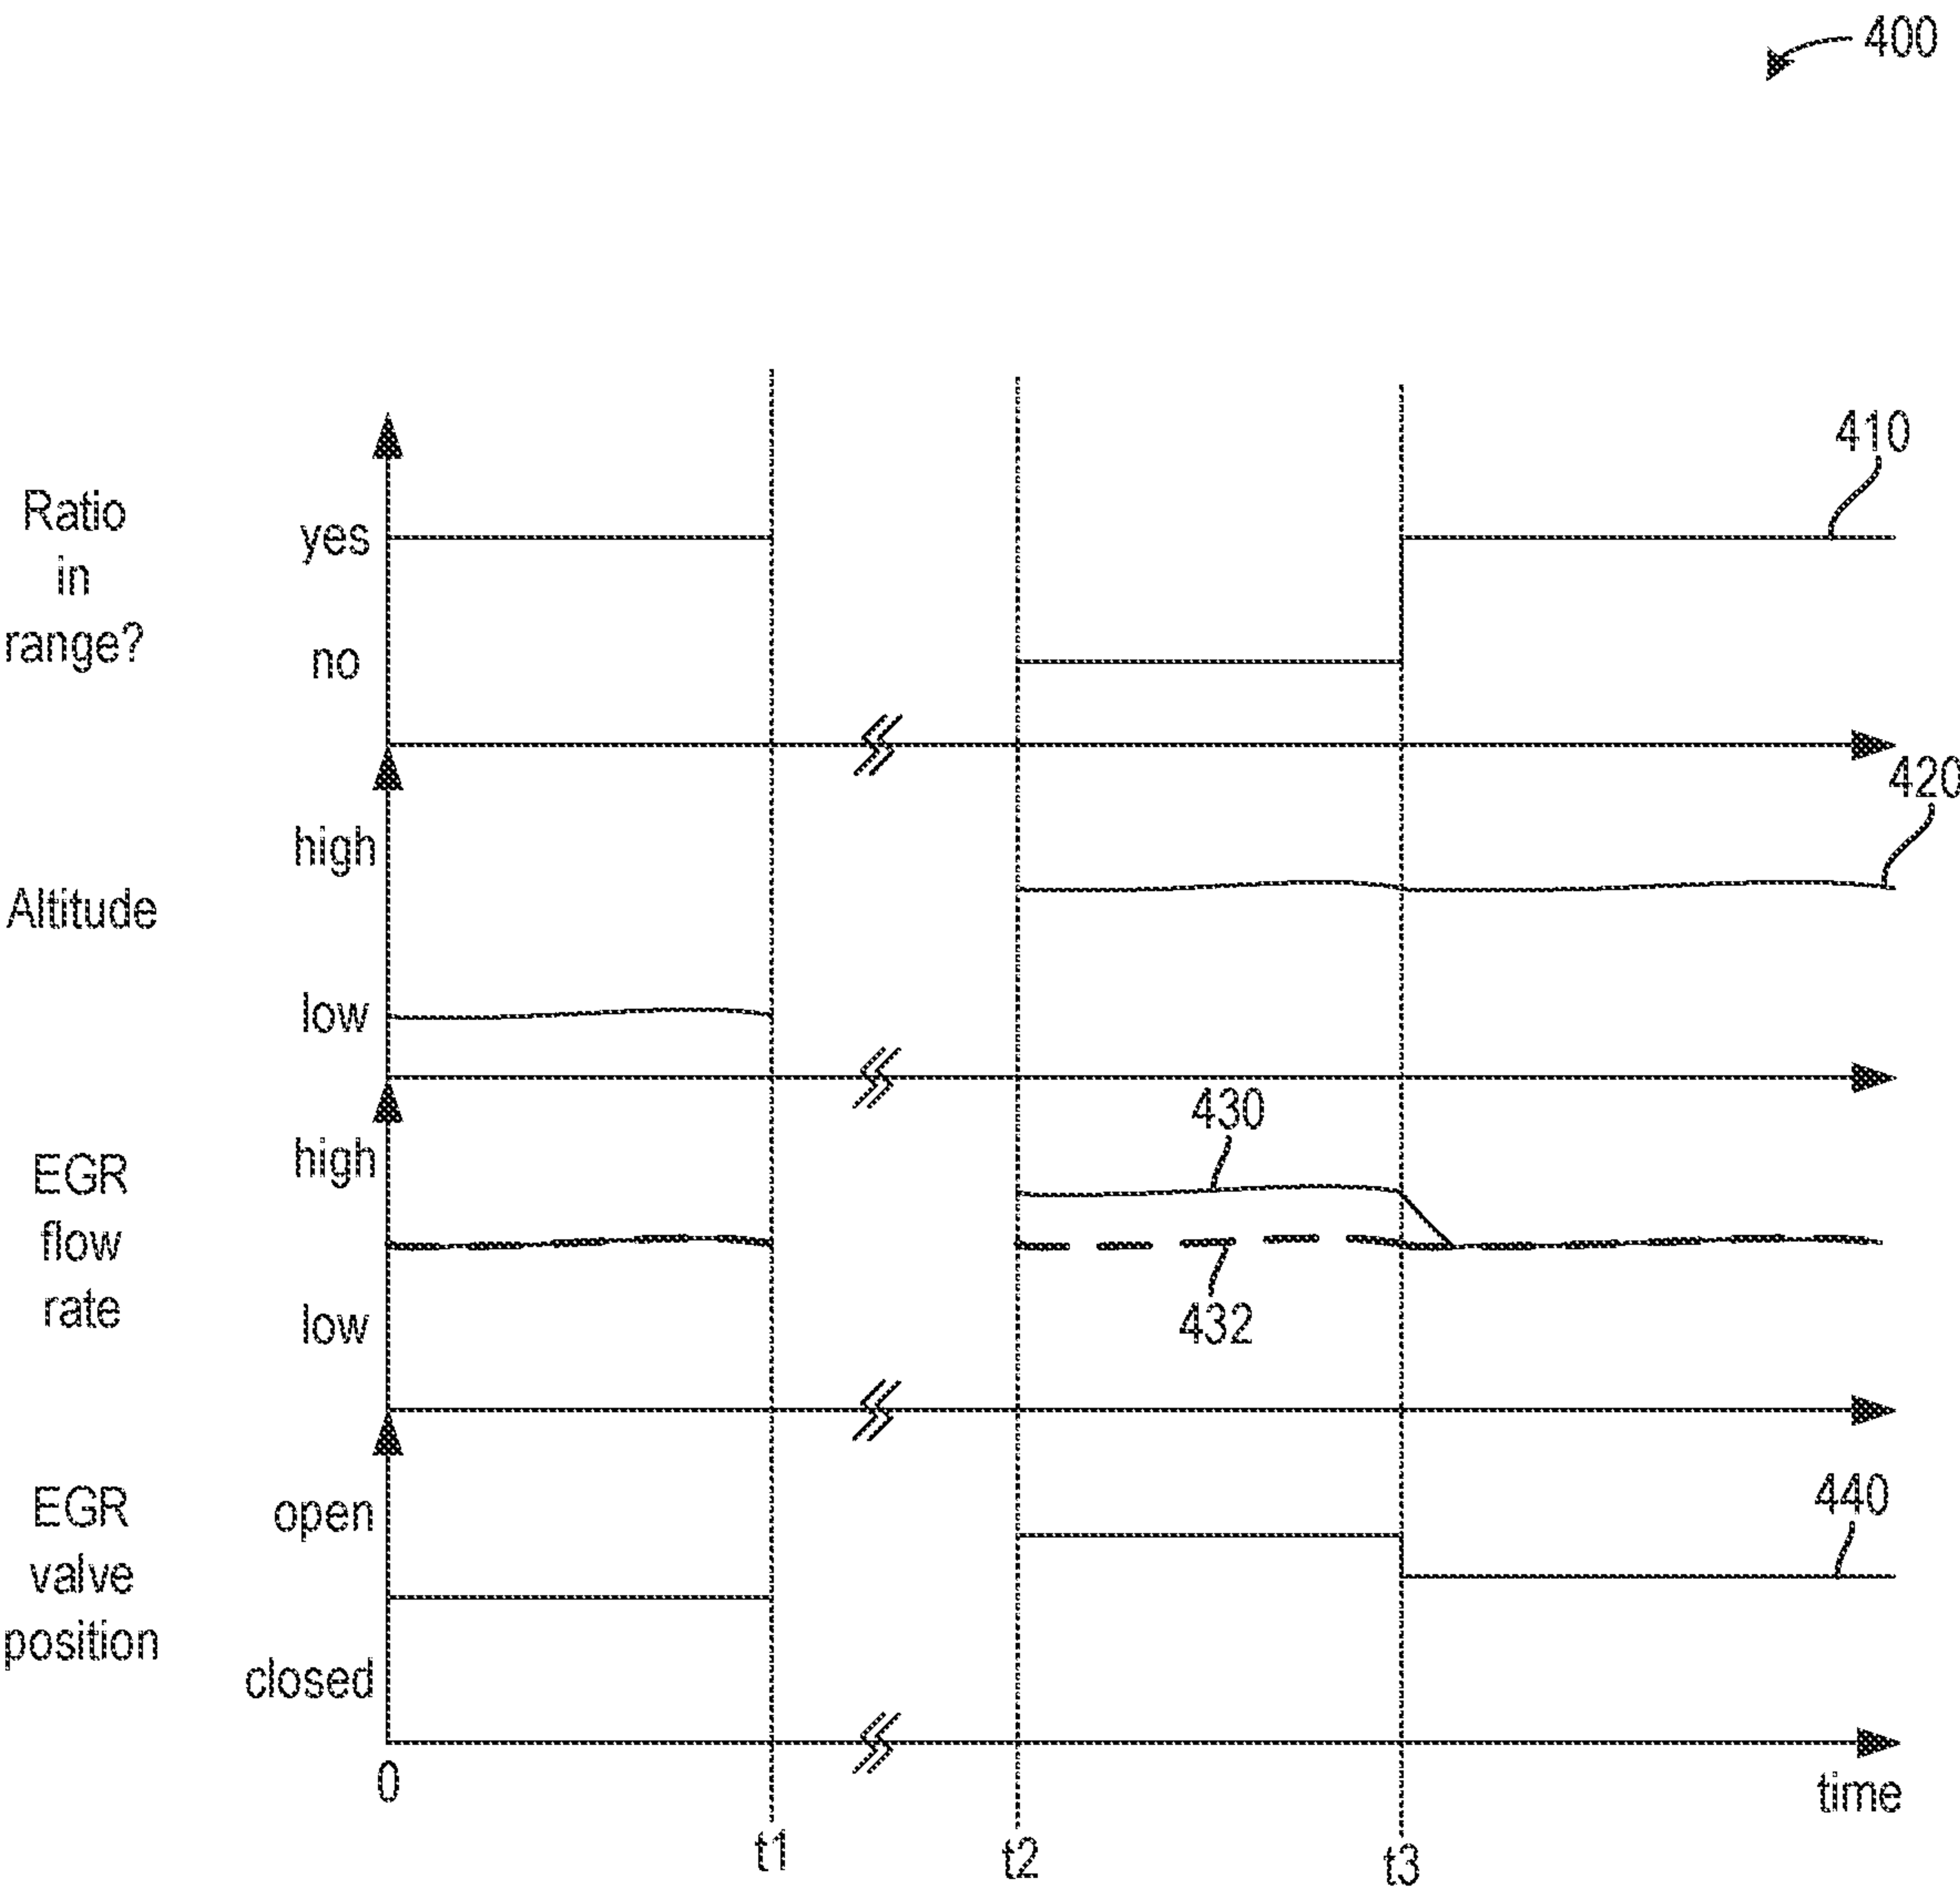 400
410
Ratio
in
range?
yes
no
420
Altitude
high
low
430
EGR
flow
rate
high
low
432
440
EGR
valve
position
open
closed
0
time
t1
t2
t3